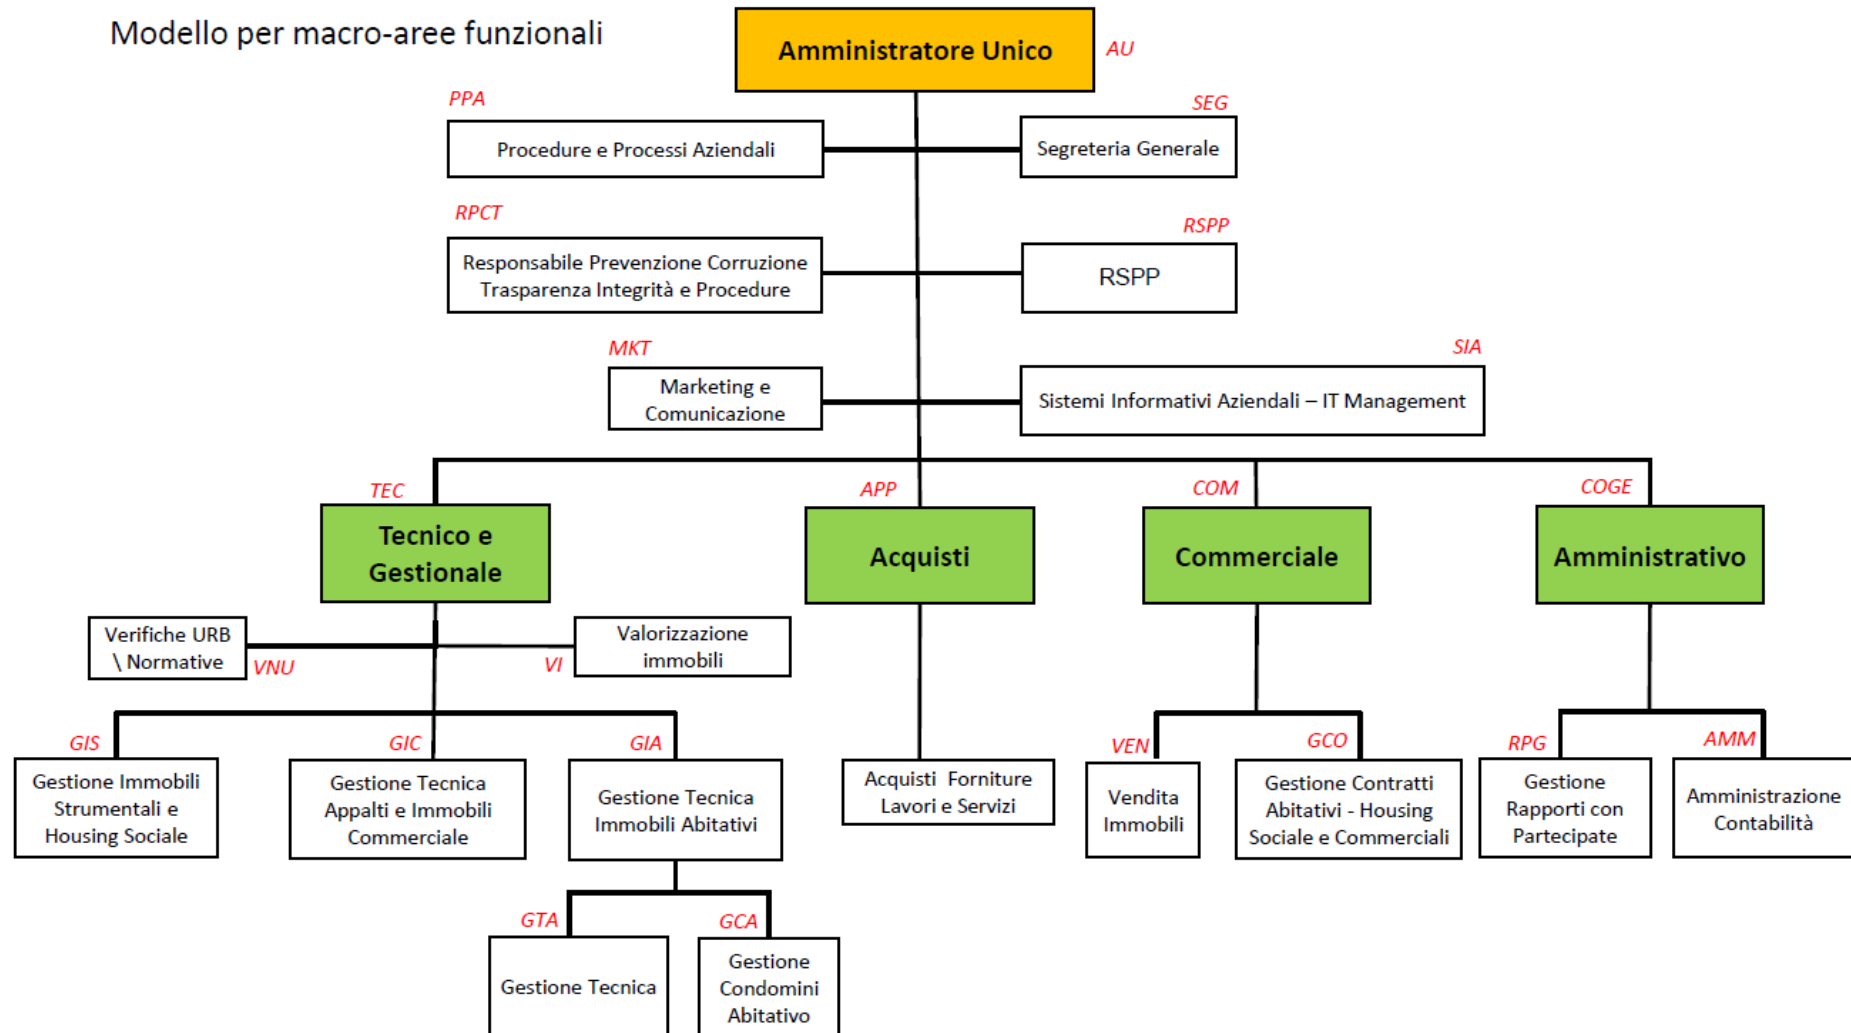 Modello per macro-aree funzionali
Amministratore Unico
AU
PPA
SEG
Procedure e Processi Aziendali
Segreteria Generale
RPCT
RSPP
Responsabile Prevenzione Corruzione
Trasparenza Integrità e Procedure
RSPP
MKT
SIA
Marketing e
Comunicazione
Sistemi Informativi Aziendali – IT Management
TEC
APP
COM
COGE
Tecnico e
Gestionale
Acquisti
Commerciale
Amministrativo
Verifiche URB
\ Normative
VNU
VI
Valorizzazione
immobili
GIS
GIC
GIA
VEN
GCO
RPG
AMM
Gestione Immobili
Strumentali e
Housing Sociale
Gestione Tecnica
Appalti e Immobili
Commerciale
Gestione Tecnica
Immobili Abitativi
Acquisti Forniture
Lavori e Servizi
Vendita
Immobili
Gestione Contratti
Abitativi - Housing
Sociale e Commerciali
Gestione
Rapporti con
Partecipate
Amministrazione
Contabilità
GTA
GCA
Gestione Tecnica
Gestione
Condomini
Abitativo